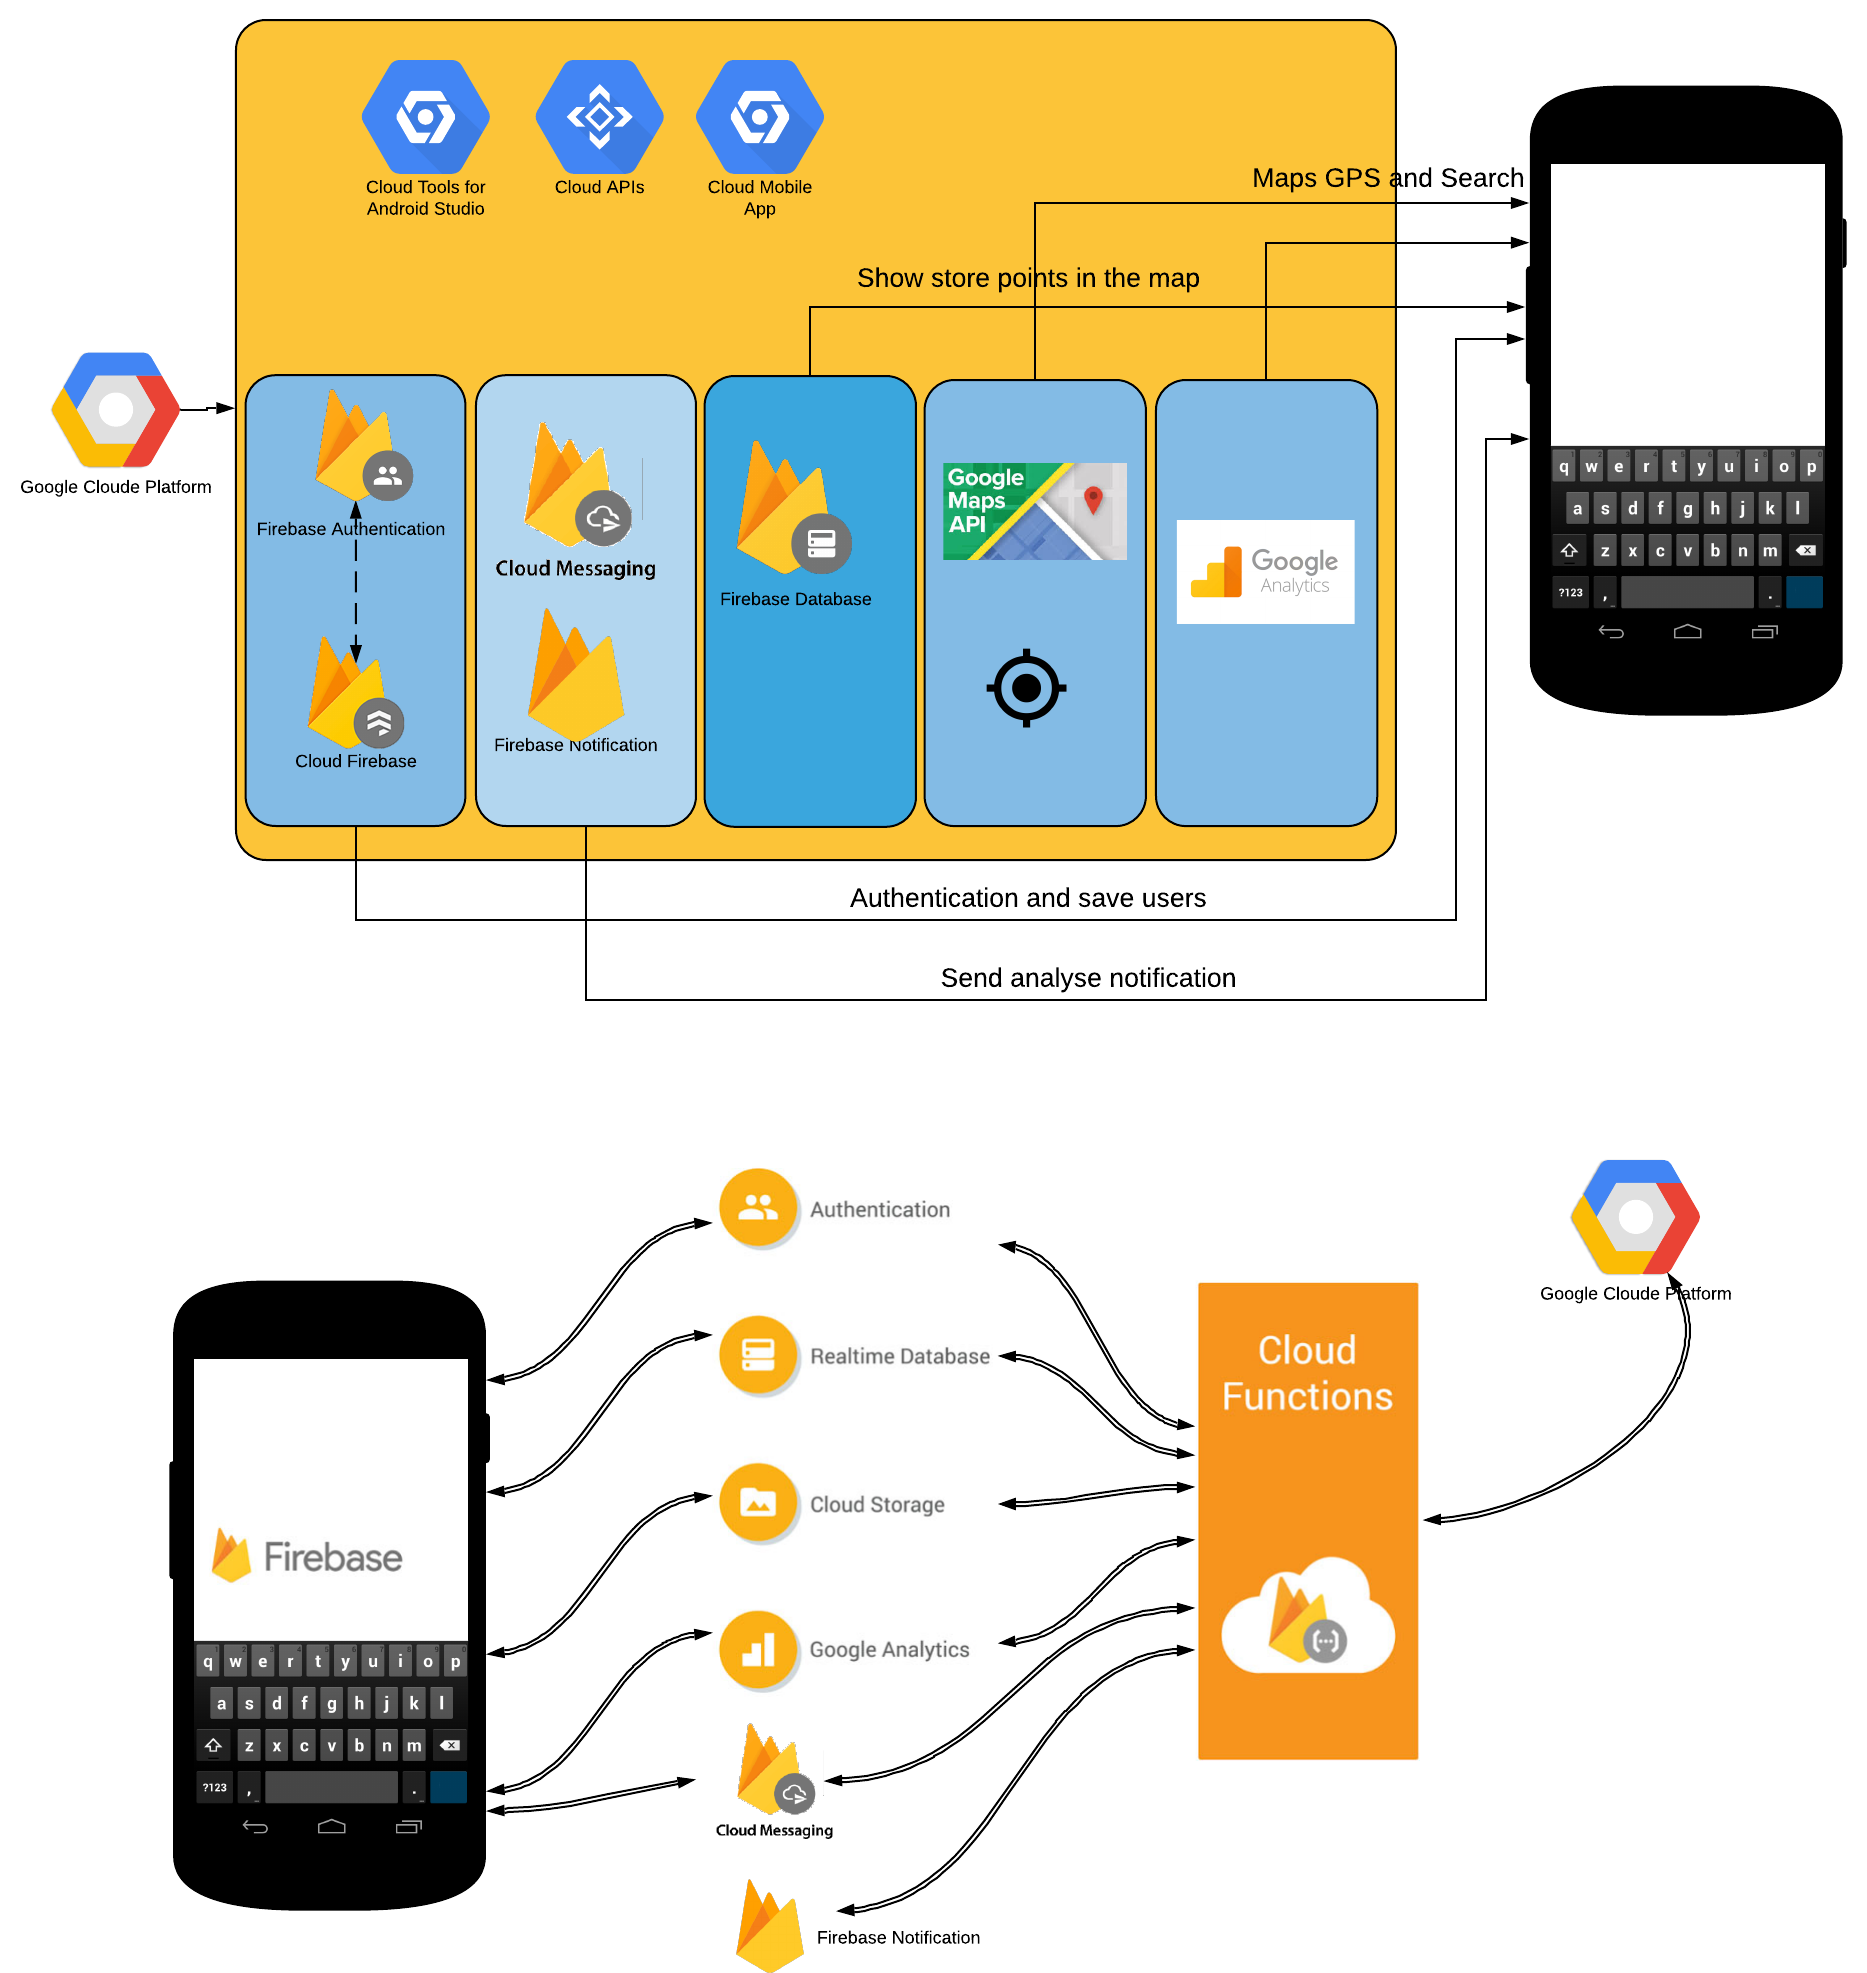 Cloud Tools for
Android Studio
Cloud APIs
Cloud Mobile
App
Maps GPS and Search
Show store points in the map
Google Cloude Platform
Firebase Authentication
Cloud Firebase
Cloud Messaging
Firebase Notification
Firebase Database
Google
Maps
API
Google
Analytics
q w e r t y u i o p
a s d f g h j k l
z x c v b n m
?123 , .
Authentication and save users
Send analyse notification
Authentication
Realtime Database
Cloud Storage
Google Analytics
Cloud Messaging
Firebase Notification
Cloud
Functions
Google Cloude Platform
Firebase
q w e r t y u i o p
a s d f g h j k l
z x c v b n m
?123 , .